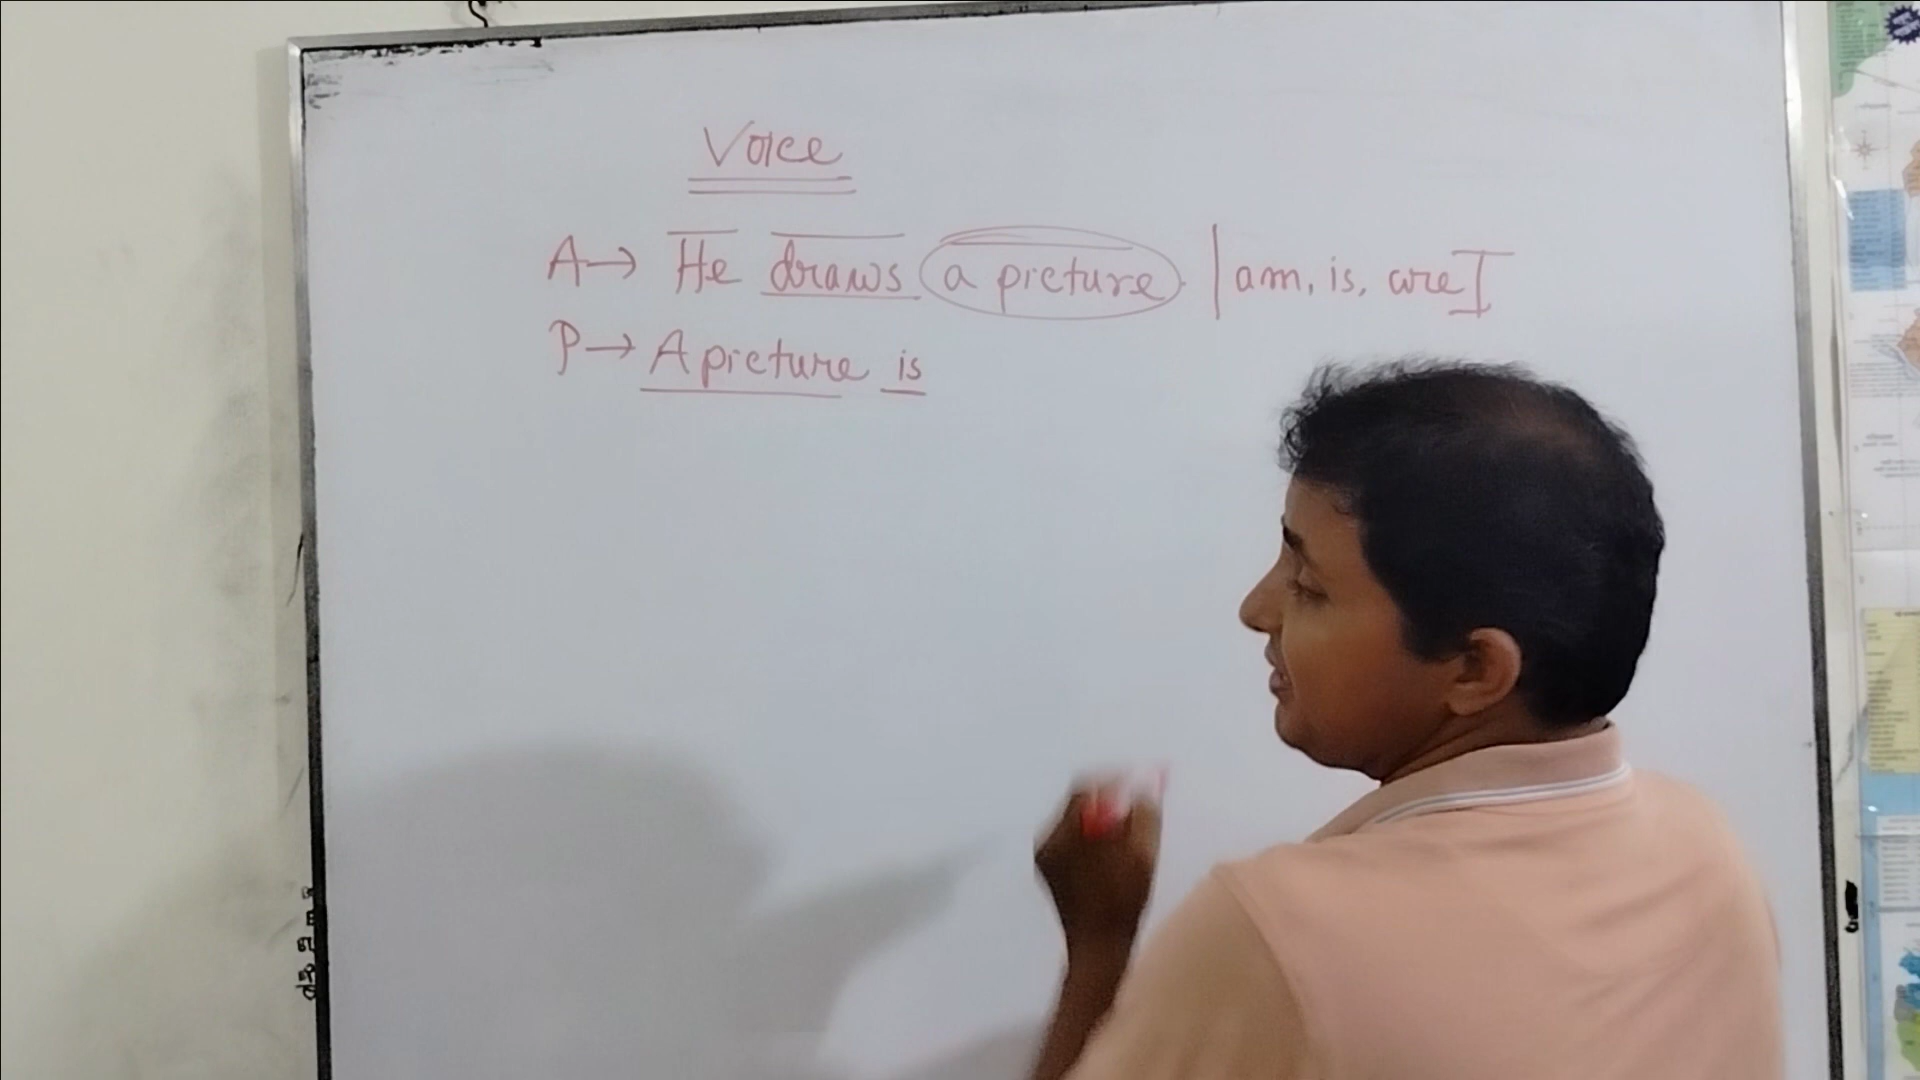 Voice
A→ He draws a picture. | am, is, are I
P→ A picture is